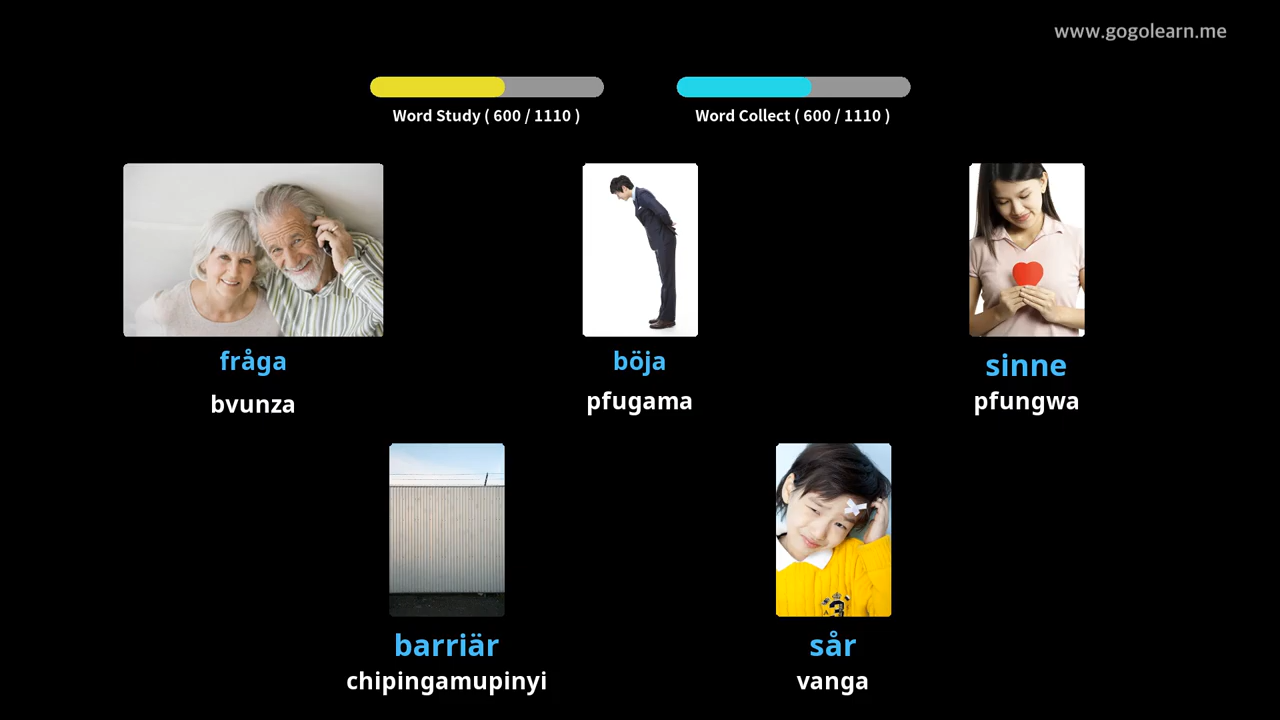 www.gogolearn.me
Word Study ( 600 / 1110 )
Word Collect ( 600 / 1110 )
fråga
böja
sinne
bvunza
pfugama
pfungwa
barriär
sår
chipingamupinyi
vanga
3